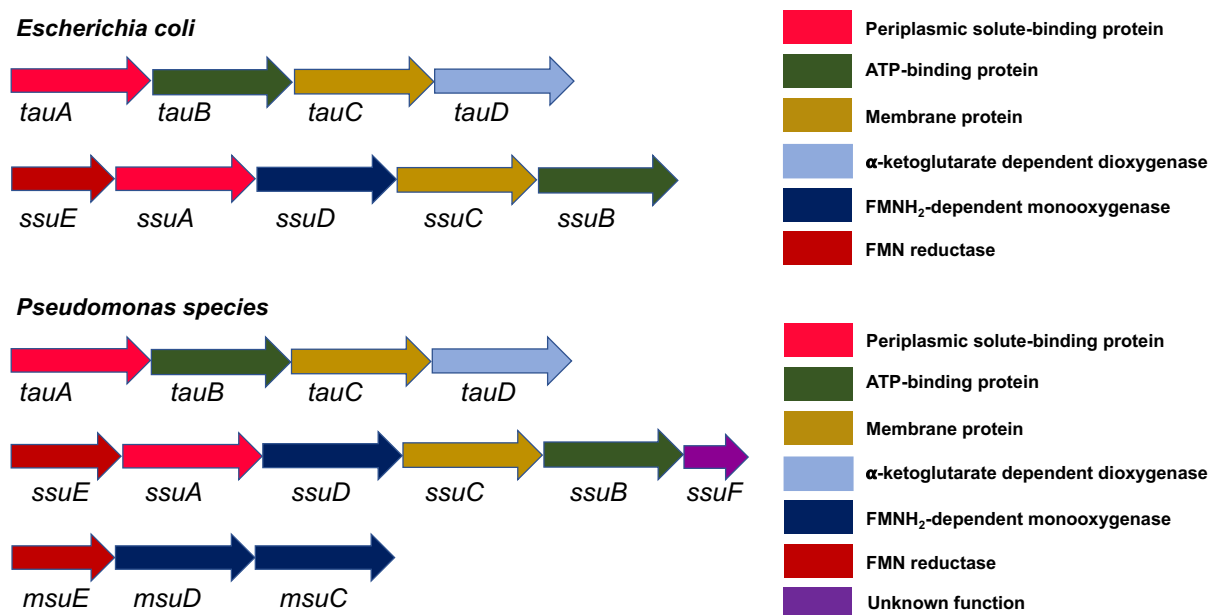 Escherichia coli
tauA tauB tauC tauD
ssuE ssuA ssuD ssuC ssuB
Periplasmic solute-binding protein
ATP-binding protein
Membrane protein
α-ketoglutarate dependent dioxygenase
FMNH₂-dependent monooxygenase
FMN reductase
Pseudomonas species
tauA tauB tauC tauD
ssuE ssuA ssuD ssuC ssuB ssuF
msuE msuD msuC
Periplasmic solute-binding protein
ATP-binding protein
Membrane protein
α-ketoglutarate dependent dioxygenase
FMNH₂-dependent monooxygenase
FMN reductase
Unknown function